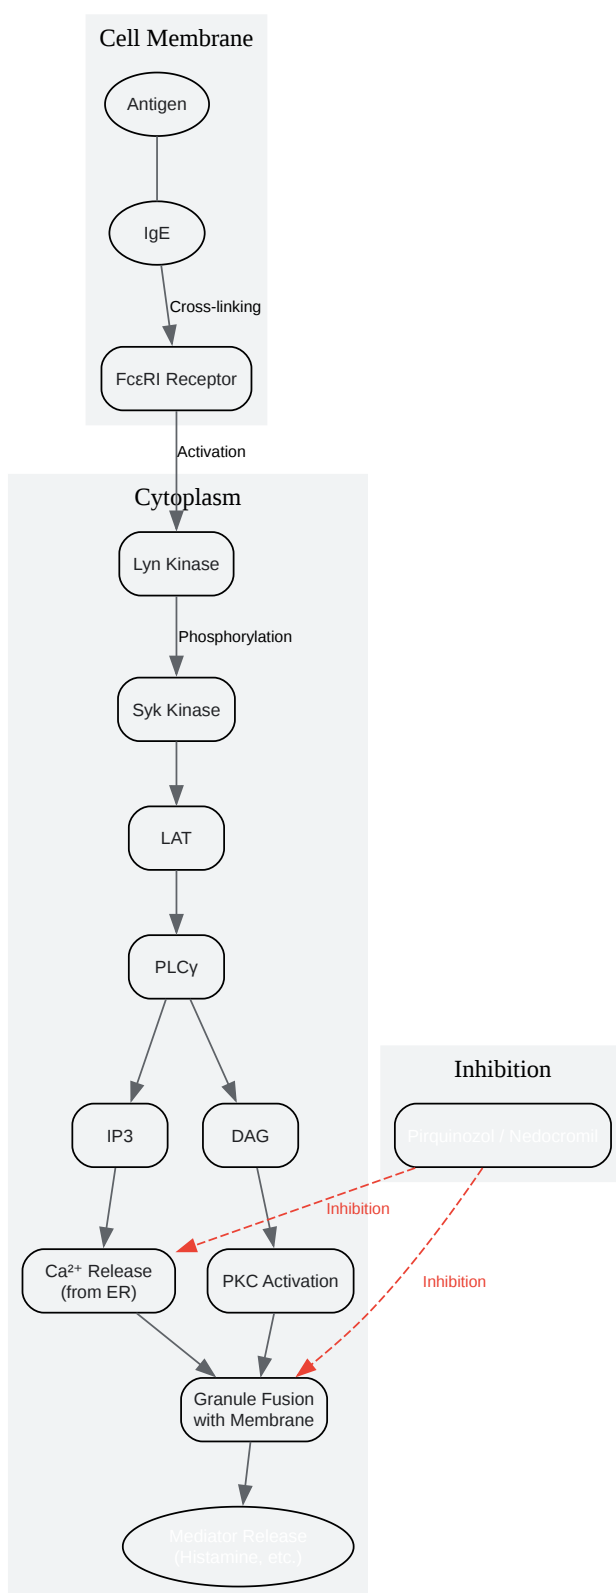 Cell Membrane
Antigen
IgE
Cross-linking
FcεRI Receptor
Activation
Cytoplasm
Lyn Kinase
Phosphorylation
Syk Kinase
LAT
PLCγ
Inhibition
Pirquinozol / Nedocromil
IP3
DAG
Inhibition
Ca²⁺ Release
(from ER)
PKC Activation
Inhibition
Granule Fusion
with Membrane
Mediator Release
(Histamine, etc.)